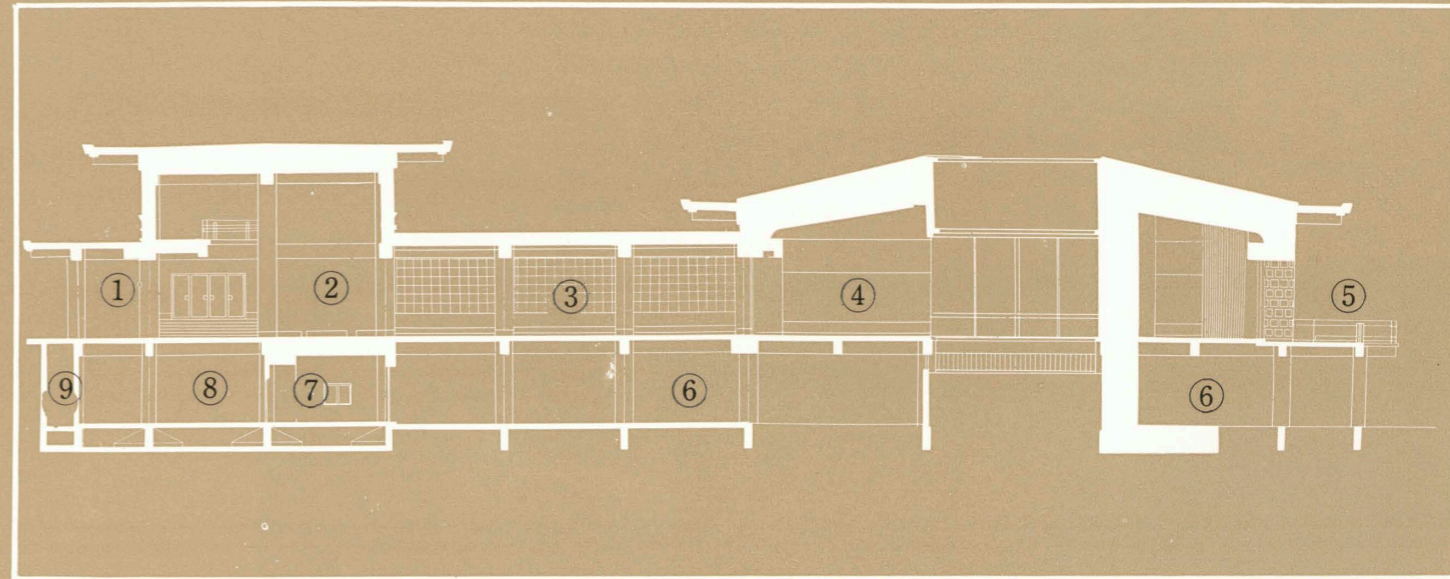 ① ② ③ ④ ⑤
⑨ ⑧ ⑦ ⑥ ⑥